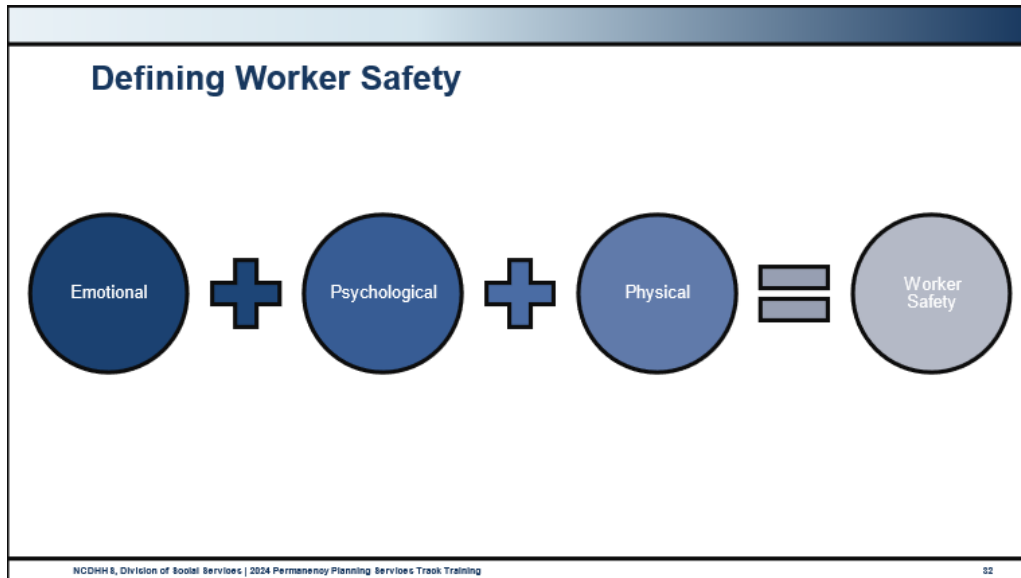 Defining Worker Safety
Emotional
Psychological
Physical
Worker
Safety
NCDHHS, Division of Social Services | 2024 Permanency Planning Services Track Training
32